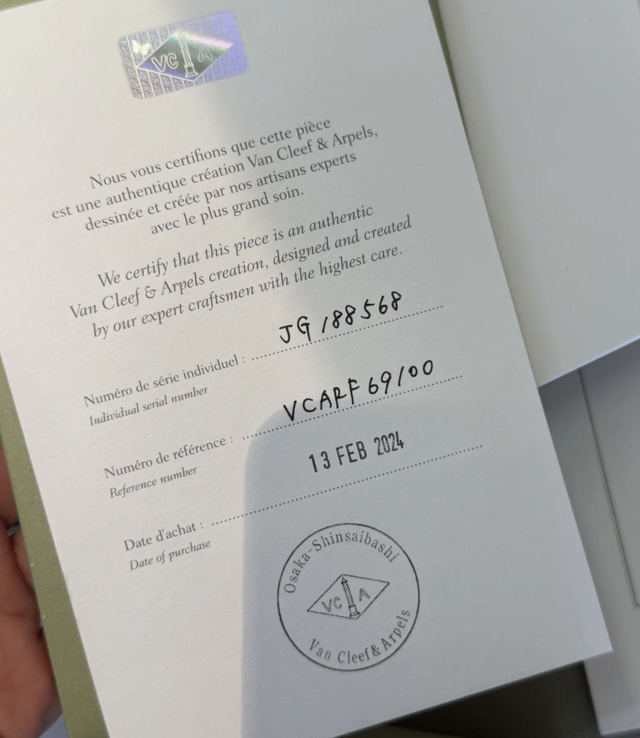 VCA
Nous vous certifions que cette pièce
est une authentique création Van Cleef & Arpels,
dessinée et créée par nos artisans experts
avec le plus grand soin.
We certify that this piece is an authentic
Van Cleef & Arpels creation, designed and created
by our expert craftsmen with the highest care.
Numéro de série individuel : JG188568
Individual serial number
Numéro de référence : VCARF69100
Reference number
Date d'achat : 13 FEB 2024
Date of purchase
Osaka-Shinsaibashi
VCA
Van Cleef & Arpels